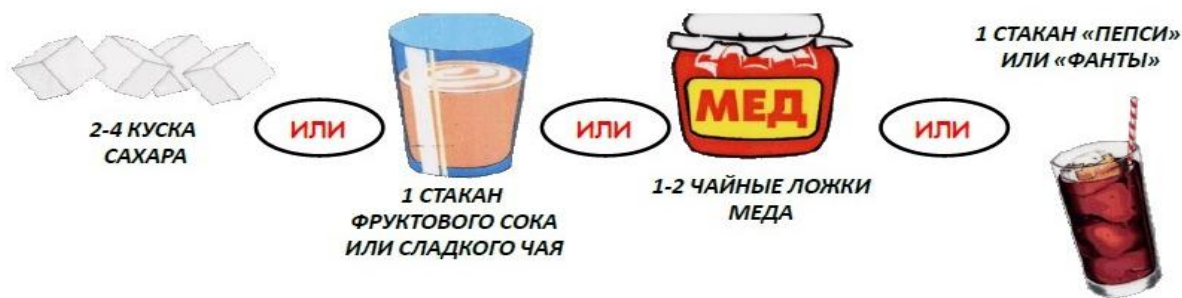 2-4 КУСКА
САХАРА
ИЛИ
1 СТАКАН
ФРУКТОВОГО СОКА
ИЛИ СЛАДКОГО ЧАЯ
ИЛИ
МЕД
1-2 ЧАЙНЫЕ ЛОЖКИ
МЕДА
ИЛИ
1 СТАКАН «ПЕПСИ»
ИЛИ «ФАНТЫ»